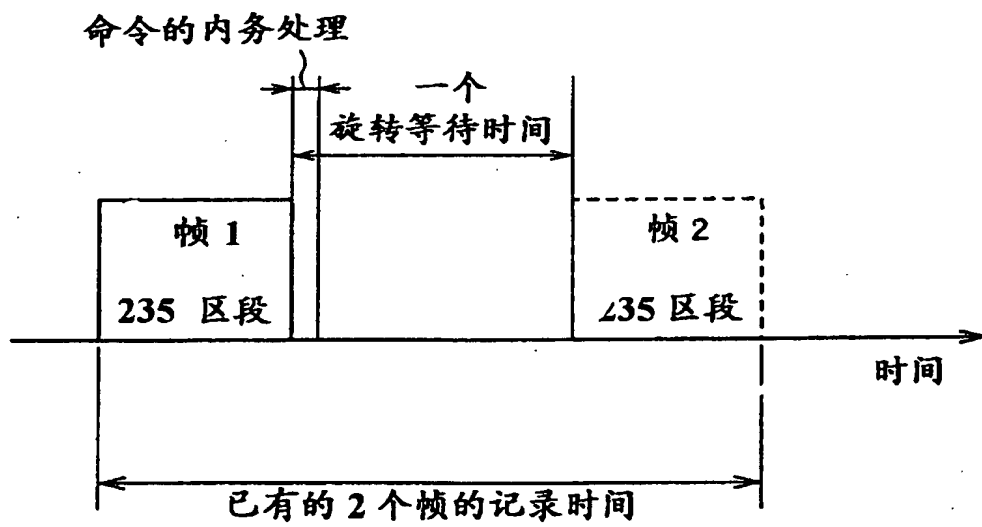 命令的内务处理
一个
旋转等待时间
帧 1
帧 2
235 区段
235 区段
时间
已有的 2 个帧的记录时间